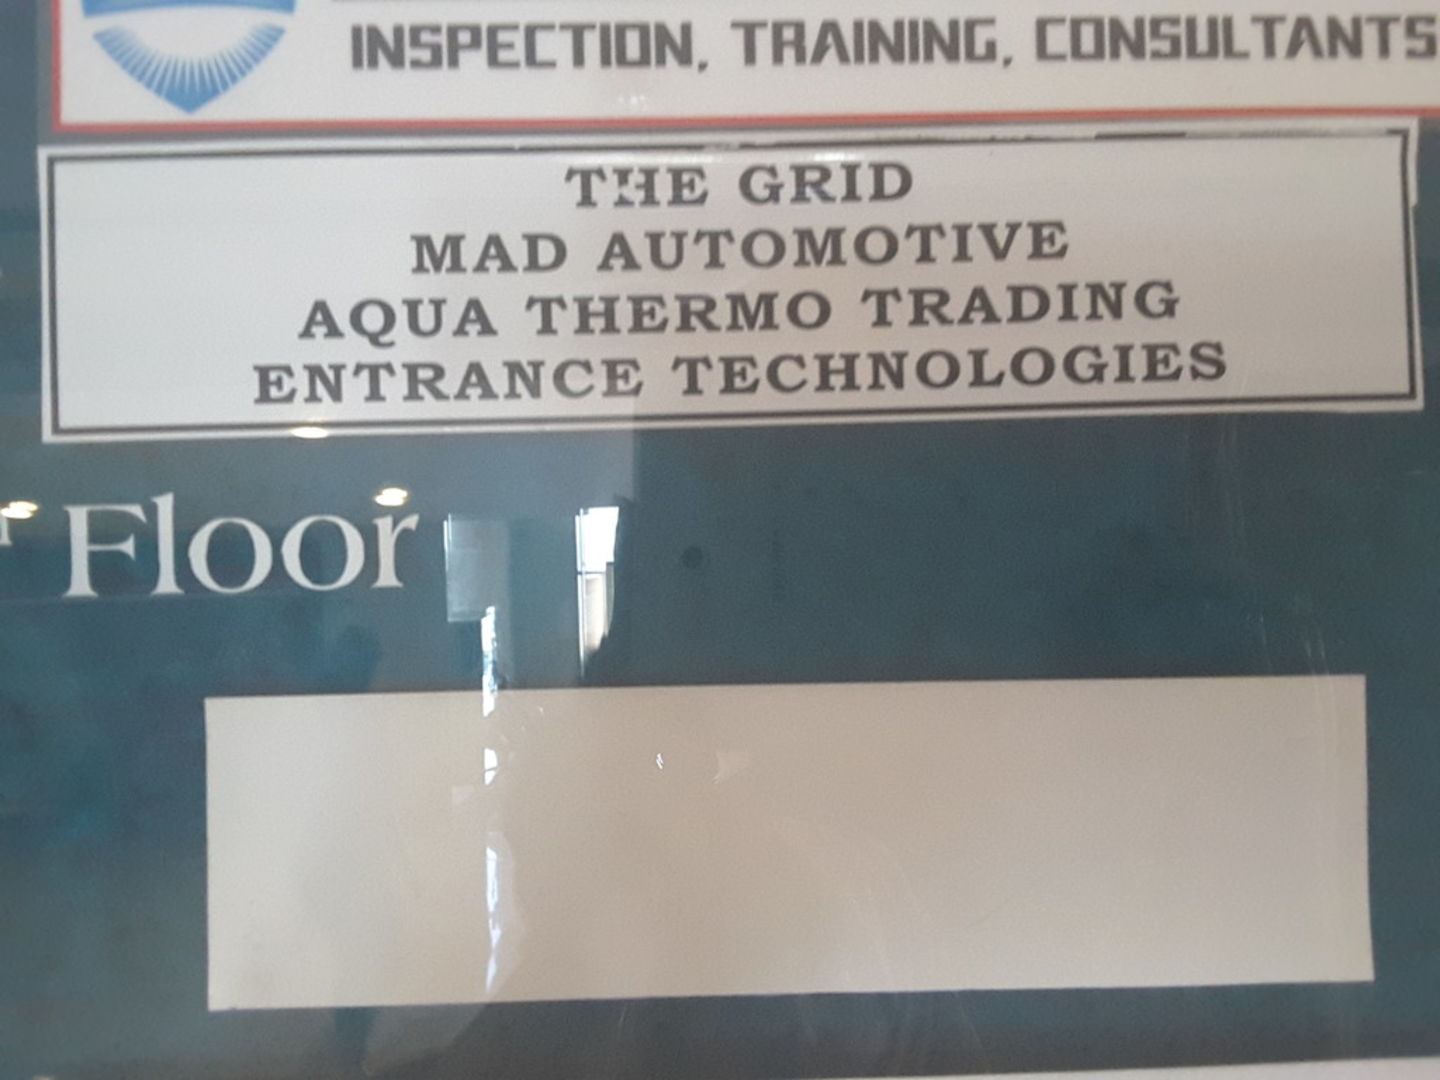 INSPECTION, TRAINING, CONSULTANTS
THE GRID
MAD AUTOMOTIVE
AQUA THERMO TRADING
ENTRANCE TECHNOLOGIES
Floor